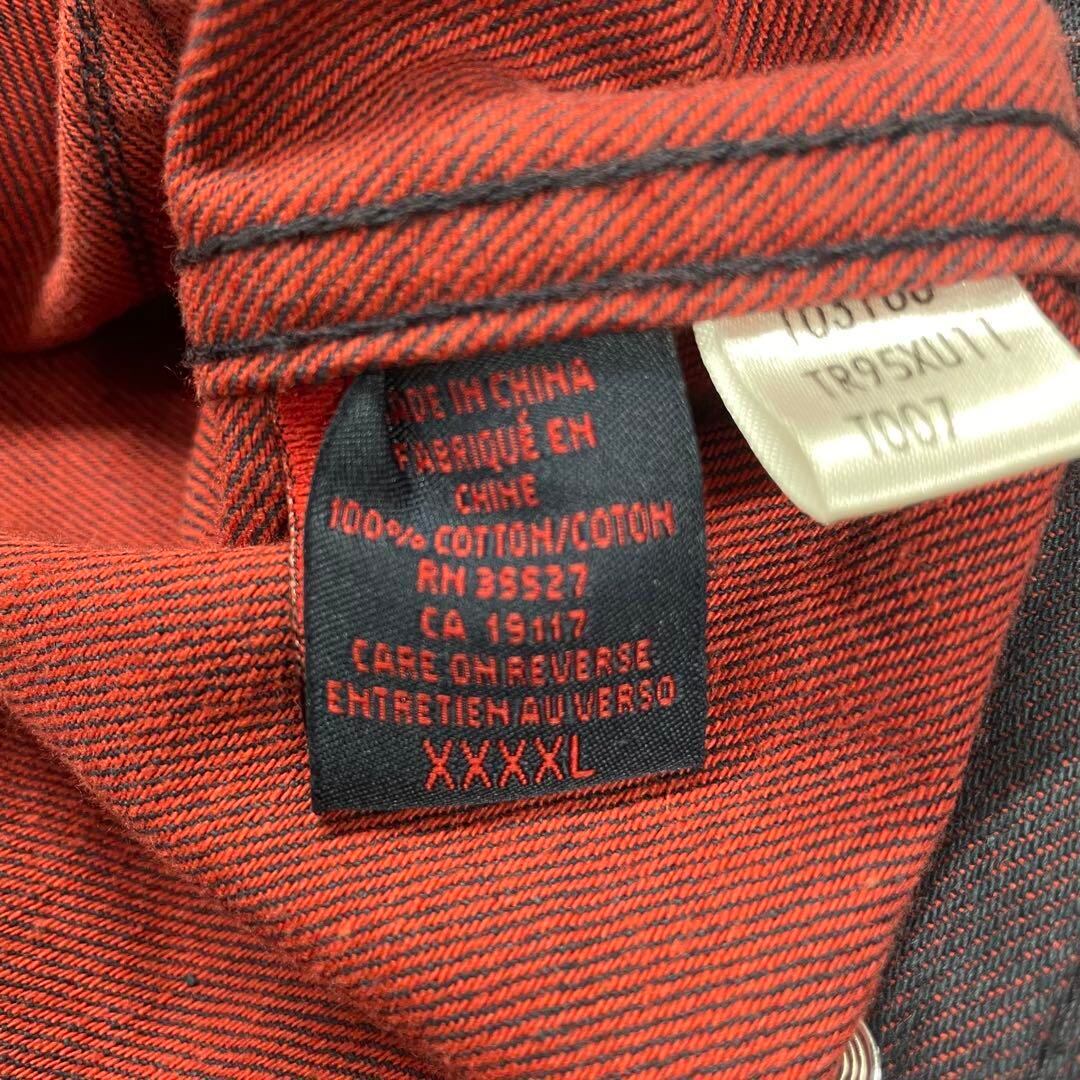 MADE IN CHINA
FABRIQUÉ EN
CHINE
100% COTTON/COTON
RN 35527
CA 19117
CARE ON REVERSE
ENTRETIEN AU VERSO
XXXXL
TR95XU11
T007